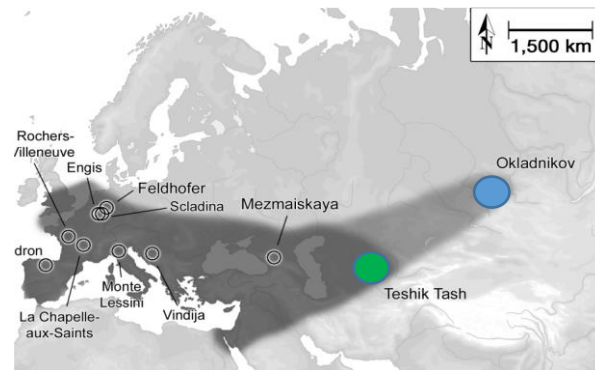 N
1,500 km
Rochers-
Villeneuve
Engis
Okladnikov
Feldhofer
Scladina
Mezmaiskaya
dron
Monte
Lessini
Teshik Tash
La Chapelle-
aux-Saints
Vindija